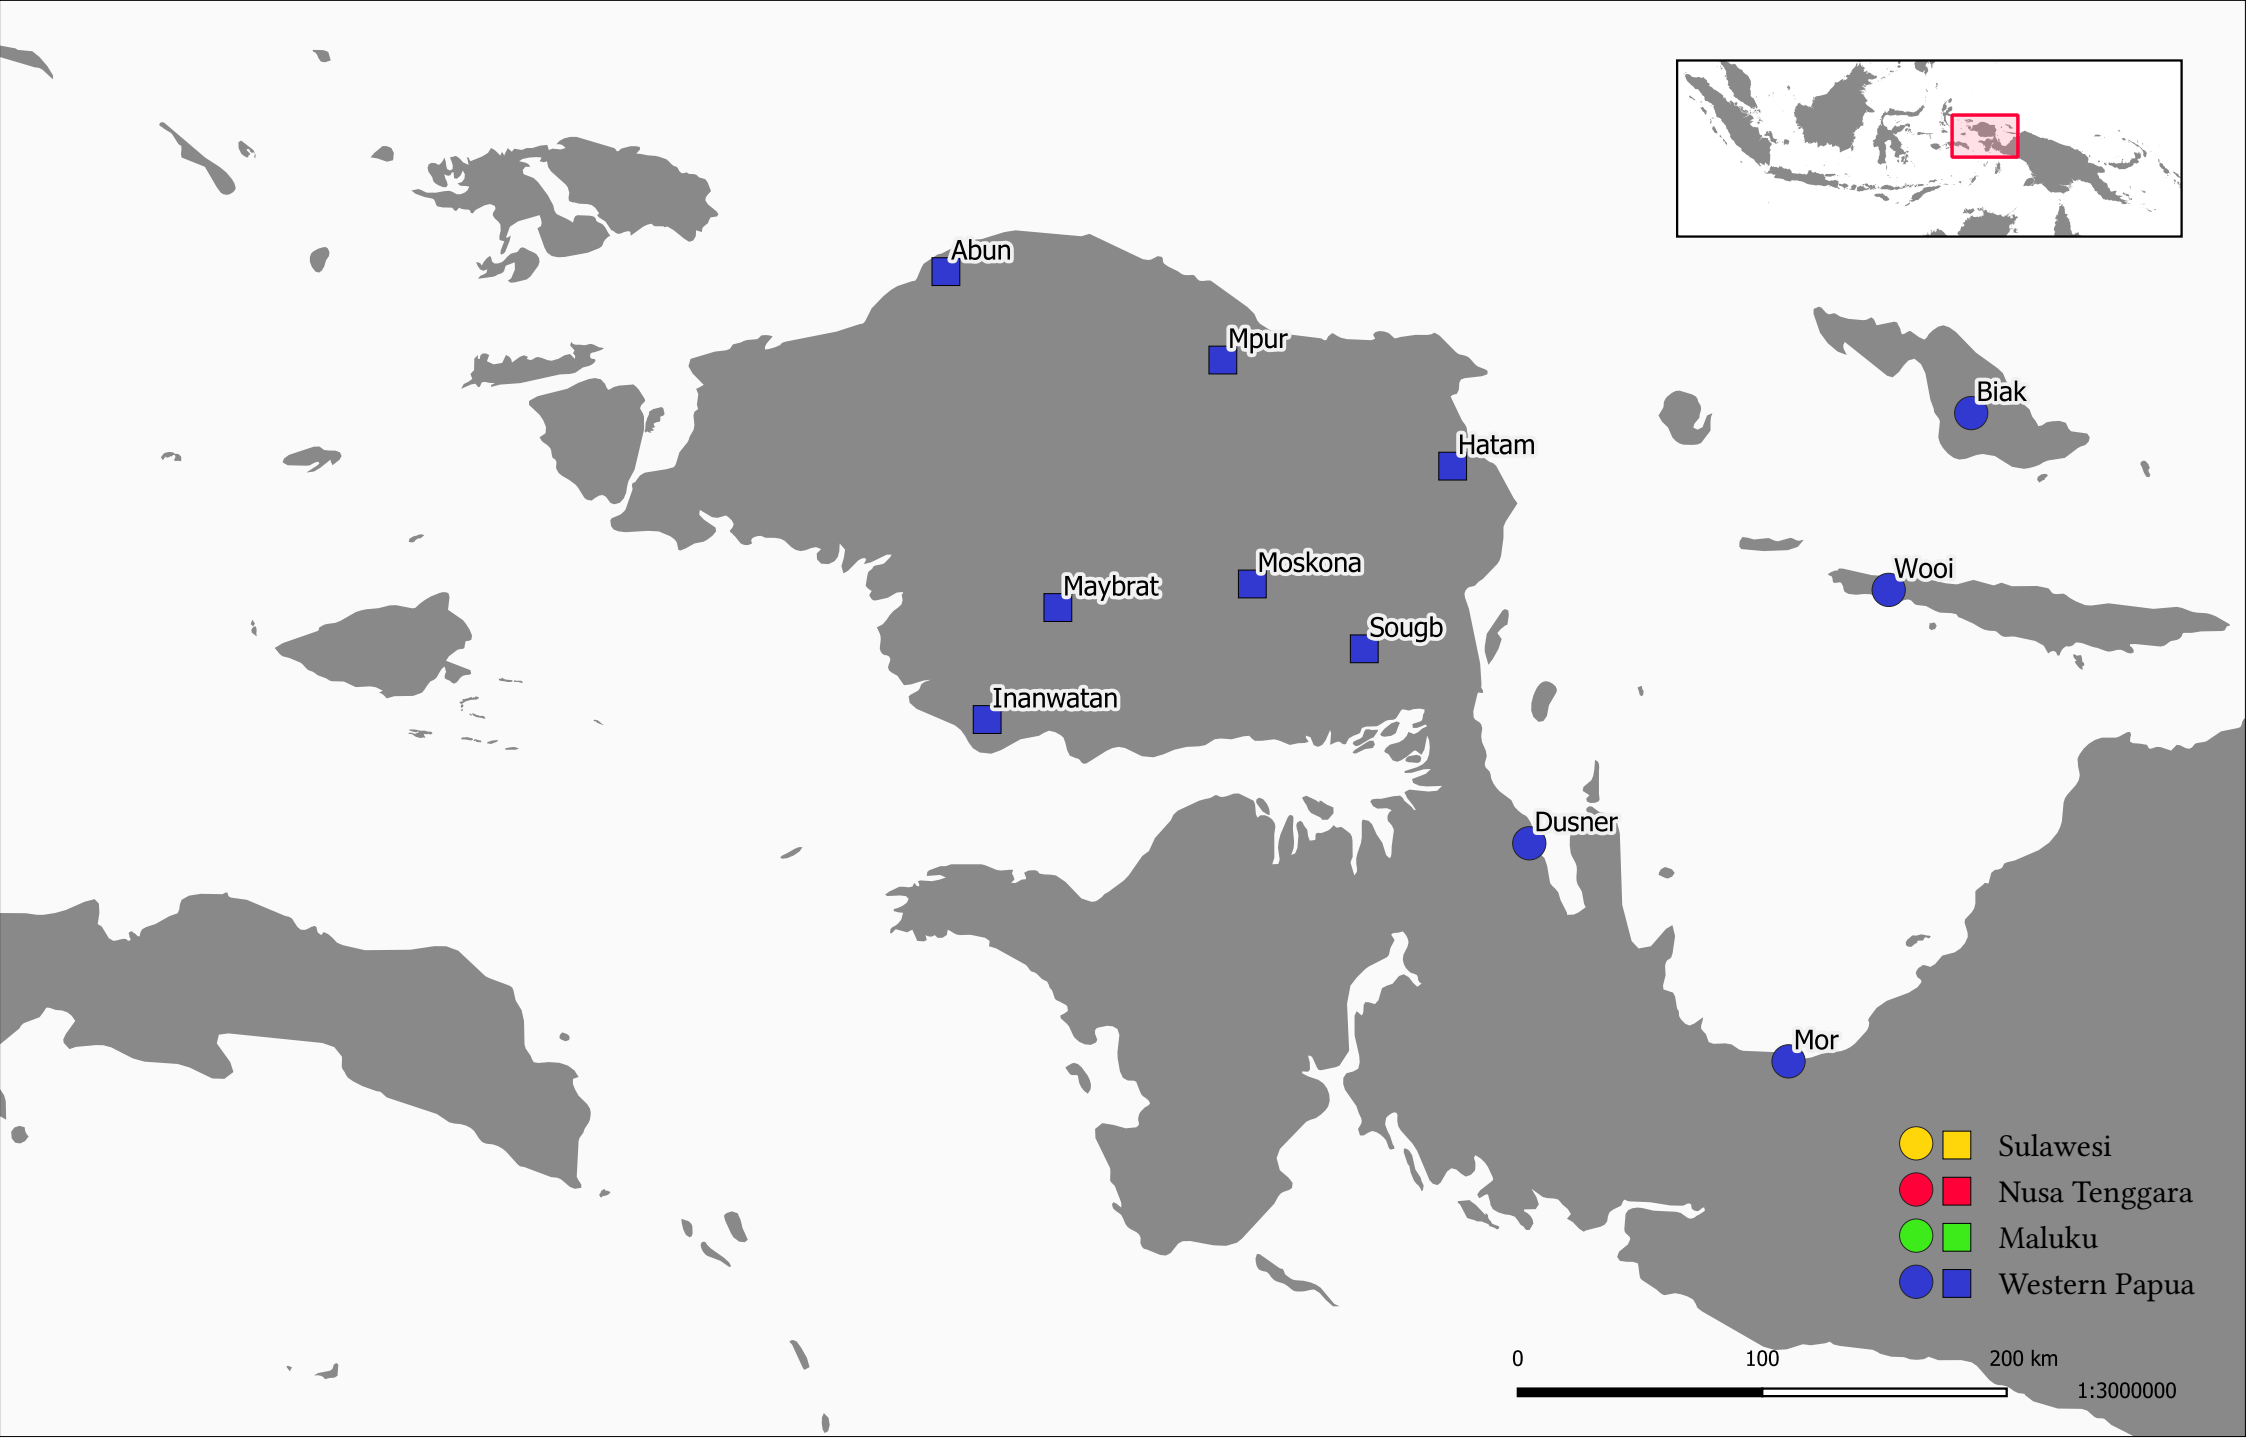 Abun
Mpur
Biak
Hatam
Moskona
Wooi
Maybrat
Sougb
Inanwatan
Dusner
Mor
Sulawesi
Nusa Tenggara
Maluku
Western Papua
0 100 200 km
1:3000000